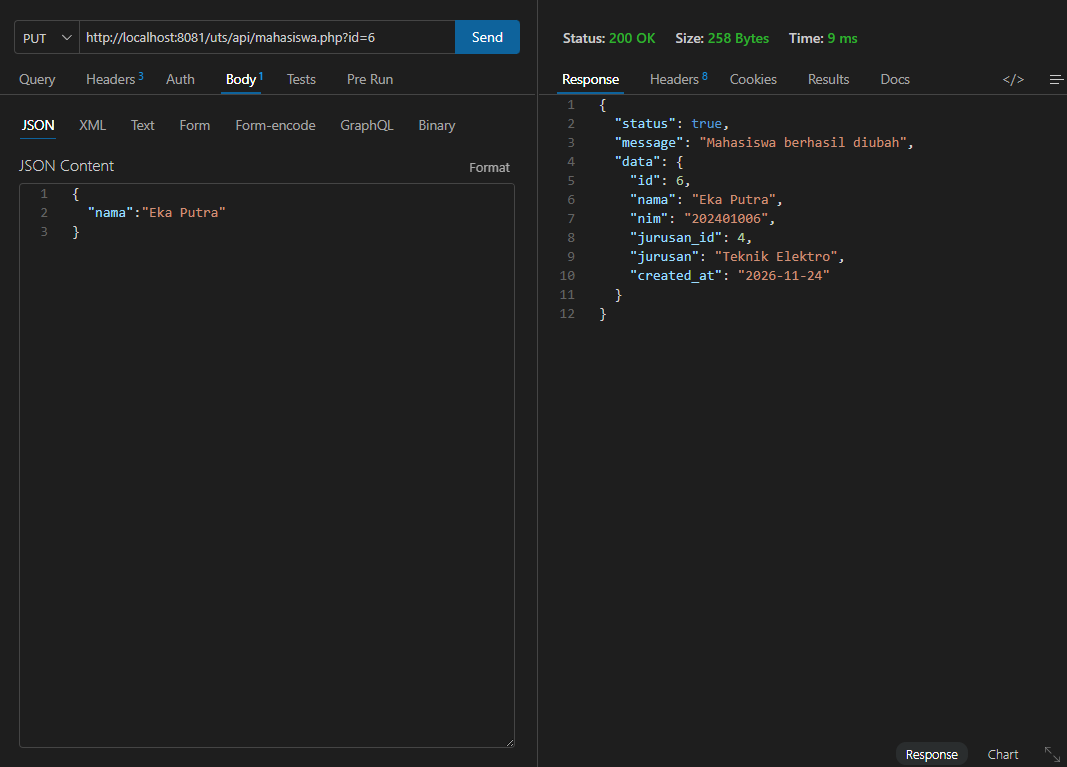 PUT http://localhost:8081/uts/api/mahasiswa.php?id=6 Send
Query Headers 3 Auth Body 1 Tests Pre Run
JSON XML Text Form Form-encode GraphQL Binary
JSON Content Format
1 {
2 "nama":"Eka Putra"
3 }
Status: 200 OK Size: 258 Bytes Time: 9 ms
Response Headers 8 Cookies Results Docs </>
1 {
2 "status": true,
3 "message": "Mahasiswa berhasil diubah",
4 "data": {
5 "id": 6,
6 "nama": "Eka Putra",
7 "nim": "202401006",
8 "jurusan_id": 4,
9 "jurusan": "Teknik Elektro",
10 "created_at": "2026-11-24"
11 }
12 }
Response Chart